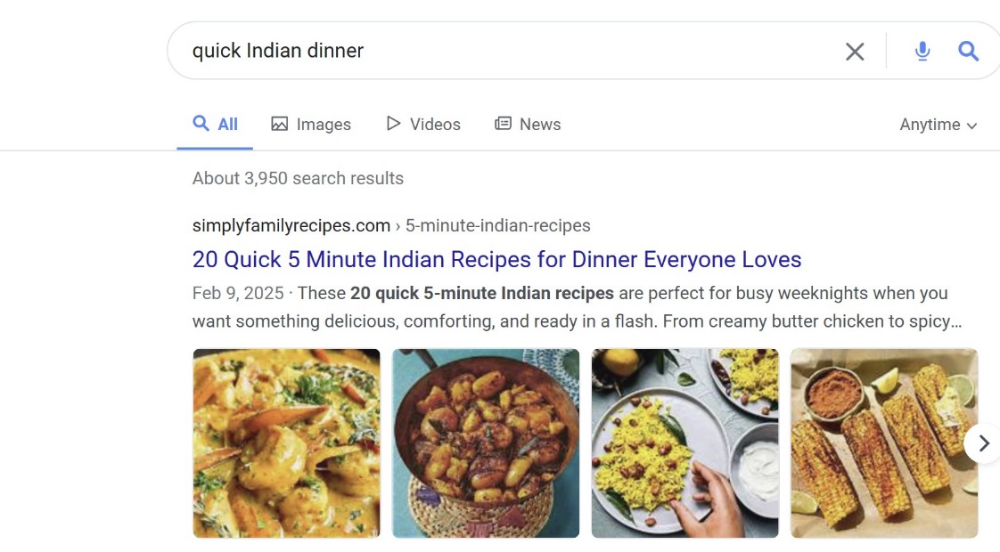 quick Indian dinner
All Images Videos News Anytime
About 3,950 search results
simplyfamilyrecipes.com › 5-minute-indian-recipes
20 Quick 5 Minute Indian Recipes for Dinner Everyone Loves
Feb 9, 2025 · These 20 quick 5-minute Indian recipes are perfect for busy weeknights when you
want something delicious, comforting, and ready in a flash. From creamy butter chicken to spicy…